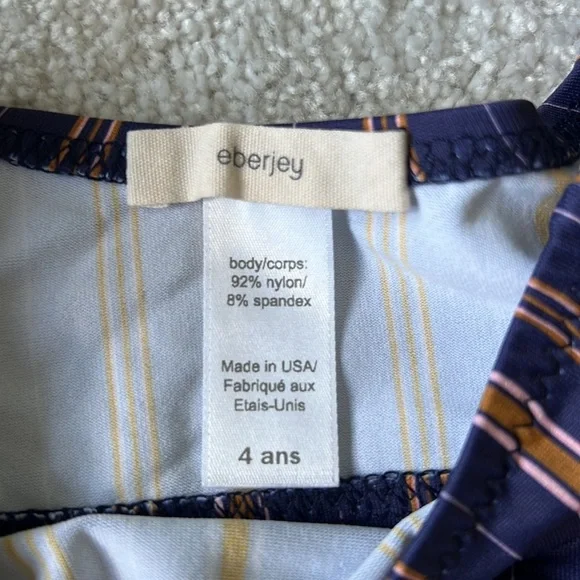 eberjey
body/corps:
92% nylon/
8% spandex
Made in USA/
Fabriqué aux
Etais-Unis
4 ans